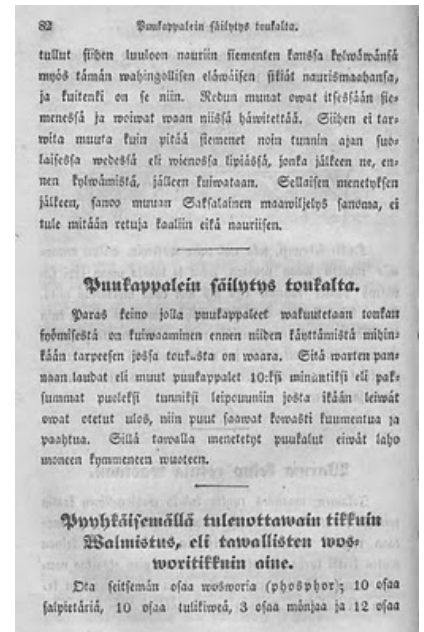 82 Puukappalein säilytys toukalta.
tullut siihen luuloon nauriin siementen kanssa kylwäwänsä
myös tämän wahingollisen eläwäisen sikiät naurismaahansa,
ja kuitenki on se niin. Redun munat owat itsessään sie-
menessä ja woiwat waan niissä häwitettää. Siihen ei tar-
wita muuta kuin pitää siemenet noin tunnin ajan suo-
laisessa wedessä eli wienossa lipiässä, jonka jälkeen ne, en-
nen kylwämistä, jälleen kuiwataan. Sellaisen menetyksen
jälkeen, sanoo muuan Saksalainen maawiljelys sanoma, ei
tule mitään retuja kaaliin eikä nauriisen.
Puukappalein säilytys toukalta.
Paras keino jolla puukappaleet wakuutetaan toukan
syömisestä on kuiwaaminen ennen niiden käyttämistä mihin-
kään tarpeesen jossa toukasta on waara. Sitä warten pan-
naan laudat eli muut puukappalet 10:ksi minuutiksi eli pak-
summat puoleksi tunniksi leipouuniin josta ikään leiwät
owat otetut ulos, niin puut saawat kowasti kuumentua ja
paahtua. Sillä tawalla menetetyt puukalut eiwät laho
moneen kymmeneen wuoteen.
Pyyhkäisemällä tulenottawain tikkuin
Walmistus, eli tawallisten wos-
woritikkuin aine.
Ota seitsemän osaa wosworia (phosphor); 10 osaa
salpietäriä, 10 osaa tulikiweä, 3 osaa mönjaa ja 12 osaa